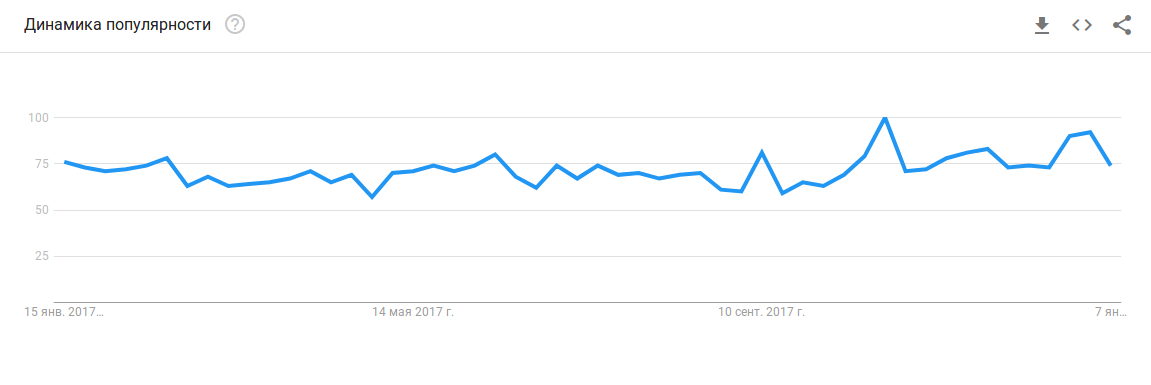 Динамика популярности ?
100
75
50
25
15 янв. 2017…
14 мая 2017 г.
10 сент. 2017 г.
7 ян…